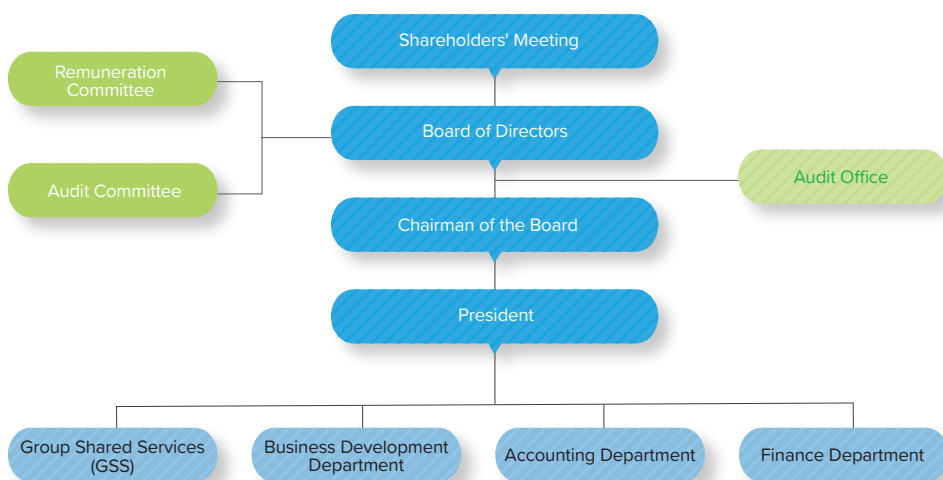 Shareholders' Meeting
Remuneration
Committee
Board of Directors
Audit Committee
Audit Office
Chairman of the Board
President
Group Shared Services
(GSS)
Business Development
Department
Accounting Department
Finance Department